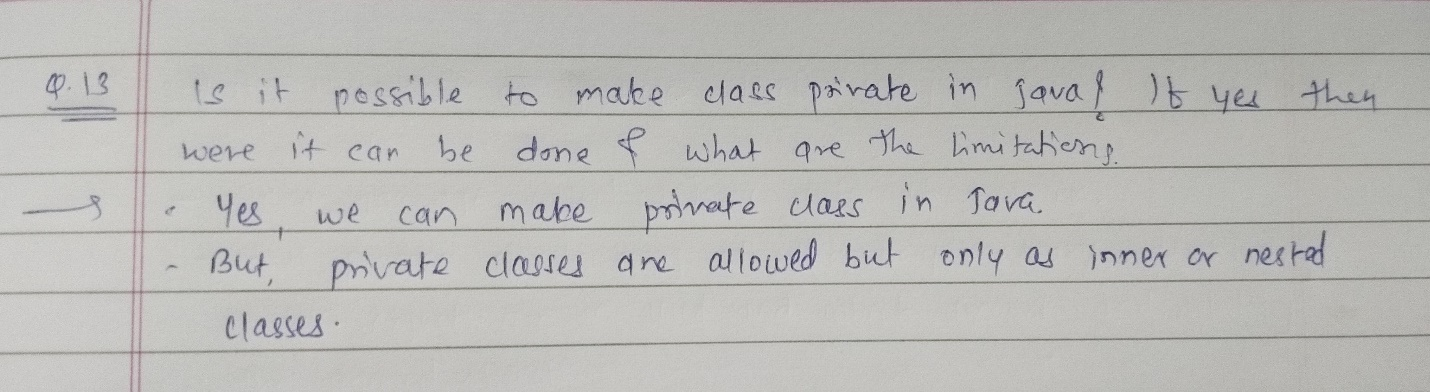 Q.13 Is it possible to make class private in java? If yes then
were it can be done & what are the limitations.
→ • Yes, we can make private class in Java.
- But, private classes are allowed but only as inner or nested
classes.